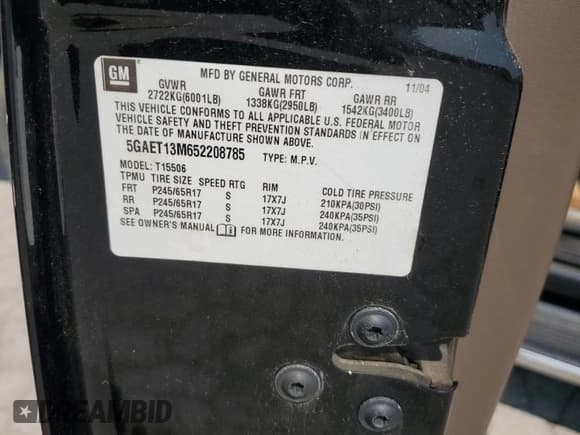 GM
MFD BY GENERAL MOTORS CORP. 11/04
GVWR GAWR FRT GAWR RR
2722KG(6001LB) 1338KG(2950LB) 1542KG(3400LB)
THIS VEHICLE CONFORMS TO ALL APPLICABLE U.S. FEDERAL MOTOR
VEHICLE SAFETY AND THEFT PREVENTION STANDARDS IN EFFECT ON
THE DATE OF MANUFACTURE SHOWN ABOVE.
5GAET13M652208785 TYPE: M.P.V.
MODEL: T15506
TPMU TIRE SIZE SPEED RTG RIM COLD TIRE PRESSURE
FRT P245/65R17 S 17X7J 210KPA(30PSI)
RR P245/65R17 S 17X7J 240KPA(35PSI)
SPA P245/65R17 S 17X7J 240KPA(35PSI)
SEE OWNER'S MANUAL FOR MORE INFORMATION.
DREAMBID